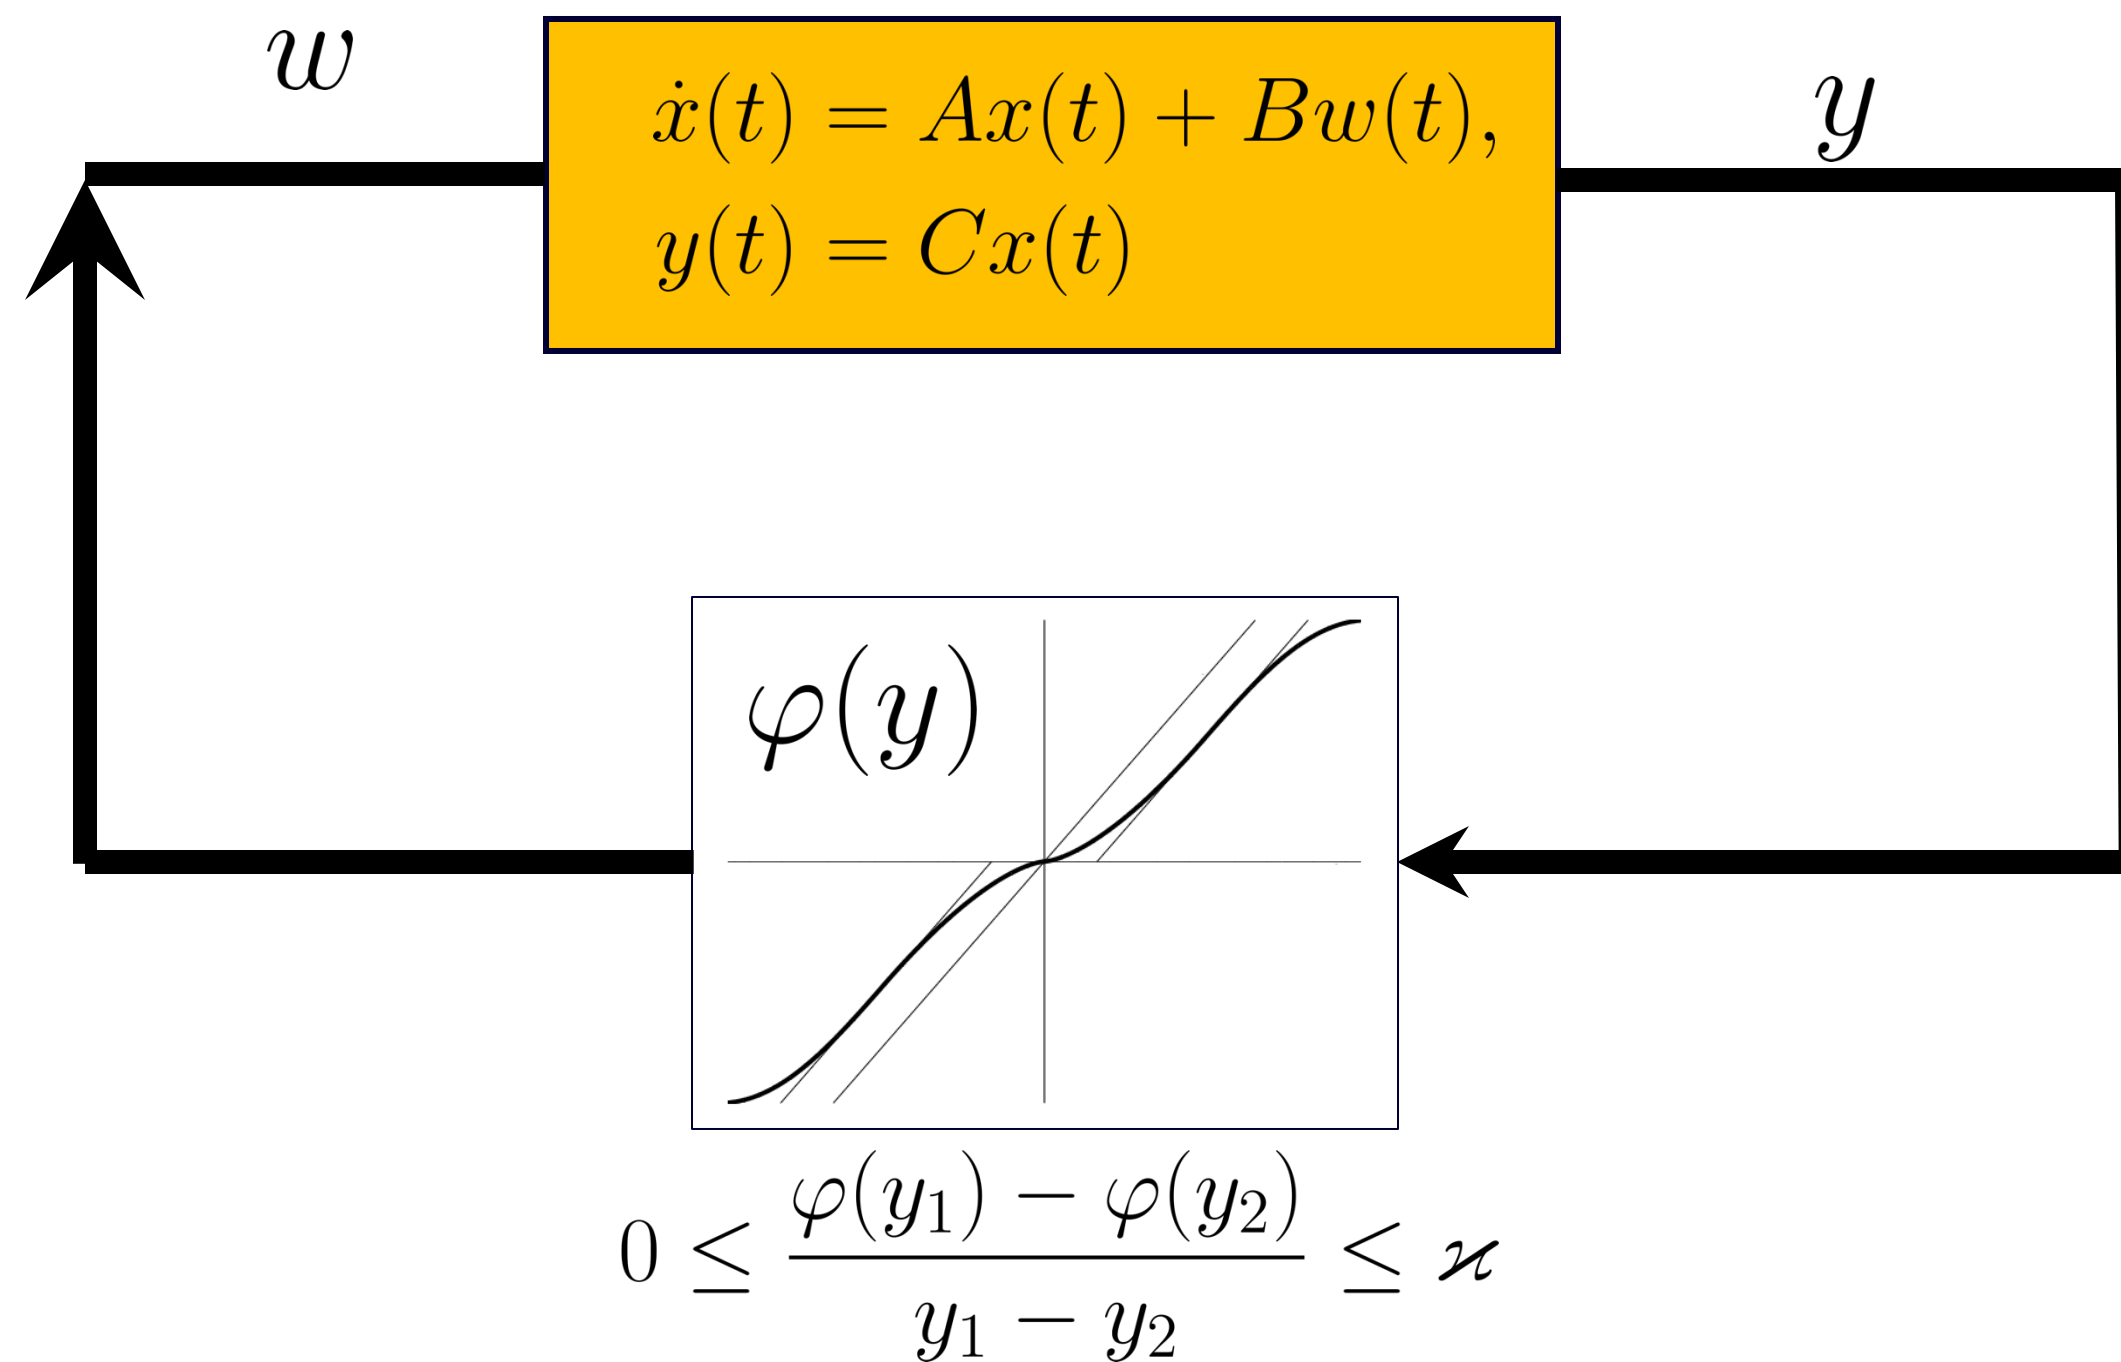 w
ẋ(t) = Ax(t) + Bw(t),
y(t) = Cx(t)
y
φ(y)
0 ≤ φ(y₁) − φ(y₂) / y₁ − y₂ ≤ ϰ